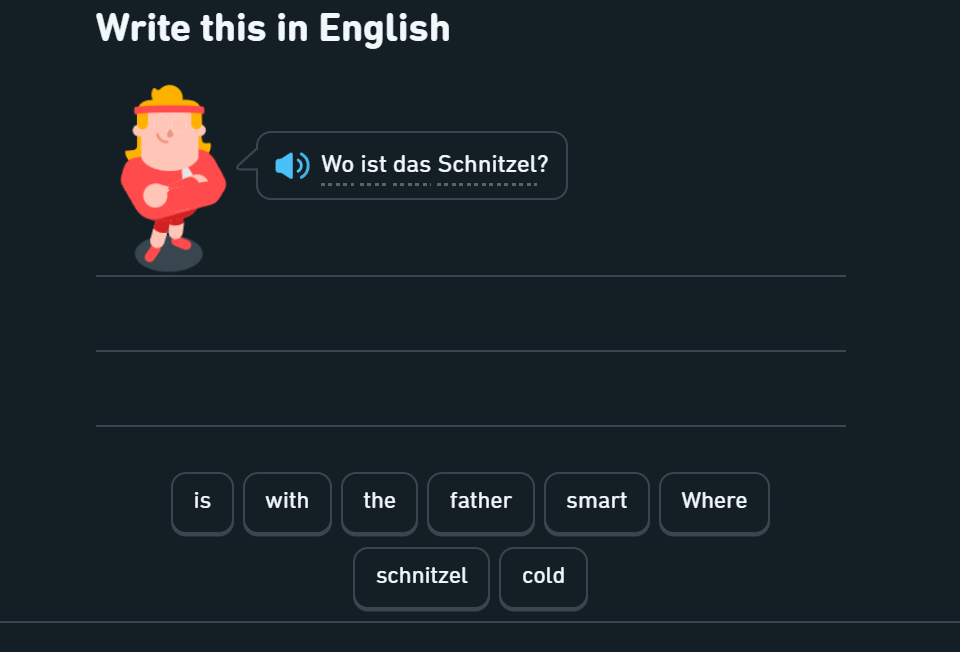 Write this in English
Wo ist das Schnitzel?
is with the father smart Where
schnitzel cold